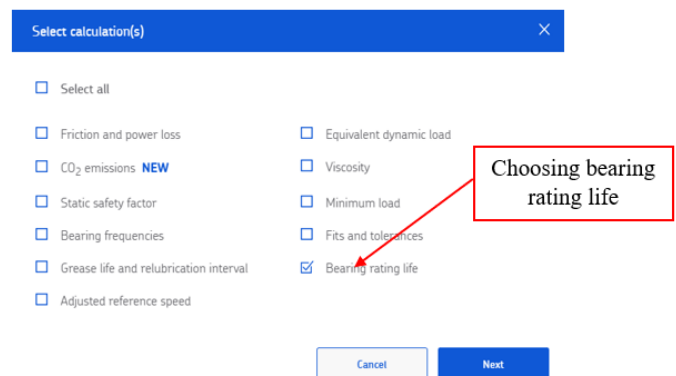 Select calculation(s)
Select all
Friction and power loss
CO₂ emissions NEW
Static safety factor
Bearing frequencies
Grease life and relubrication interval
Adjusted reference speed
Equivalent dynamic load
Viscosity
Minimum load
Fits and tolerances
Bearing rating life
Choosing bearing
rating life
Cancel
Next